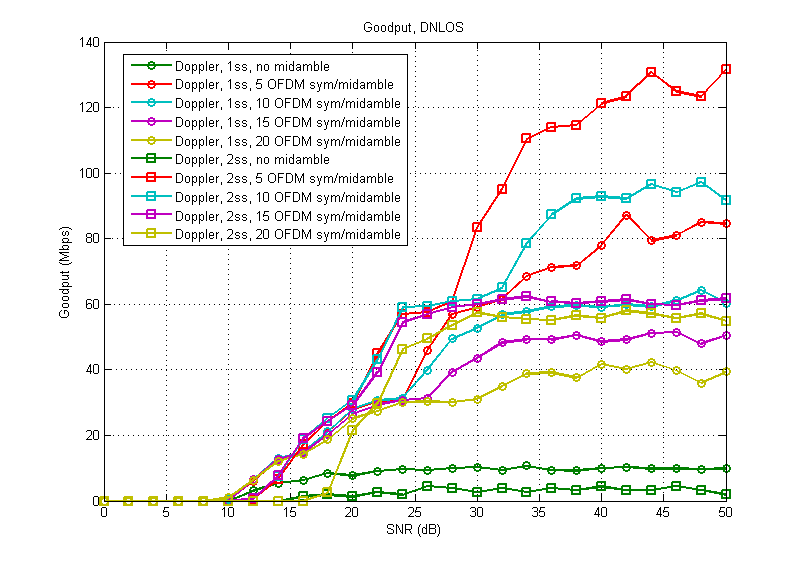 Goodput, DNLOS
140
120
100
80
60
40
20
0
Goodput (Mbps)
Doppler, 1ss, no midamble
Doppler, 1ss, 5 OFDM sym/midamble
Doppler, 1ss, 10 OFDM sym/midamble
Doppler, 1ss, 15 OFDM sym/midamble
Doppler, 1ss, 20 OFDM sym/midamble
Doppler, 2ss, no midamble
Doppler, 2ss, 5 OFDM sym/midamble
Doppler, 2ss, 10 OFDM sym/midamble
Doppler, 2ss, 15 OFDM sym/midamble
Doppler, 2ss, 20 OFDM sym/midamble
0 5 10 15 20 25 30 35 40 45 50
SNR (dB)